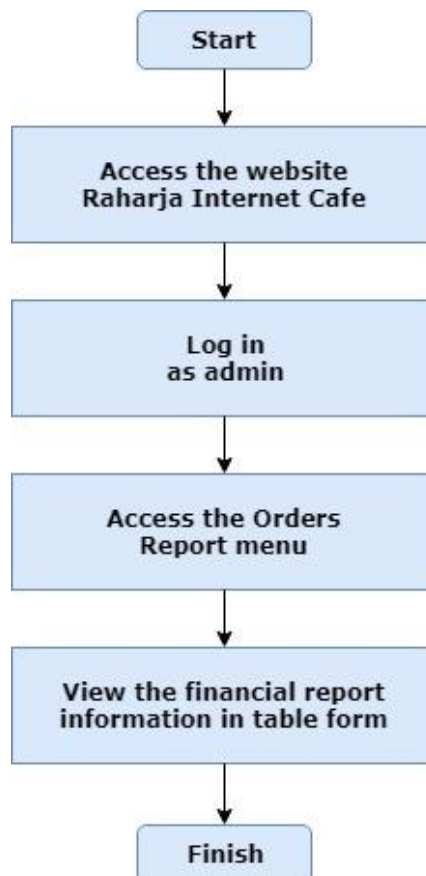 Start
Access the website
Raharja Internet Cafe
Log in
as admin
Access the Orders
Report menu
View the financial report
information in table form
Finish